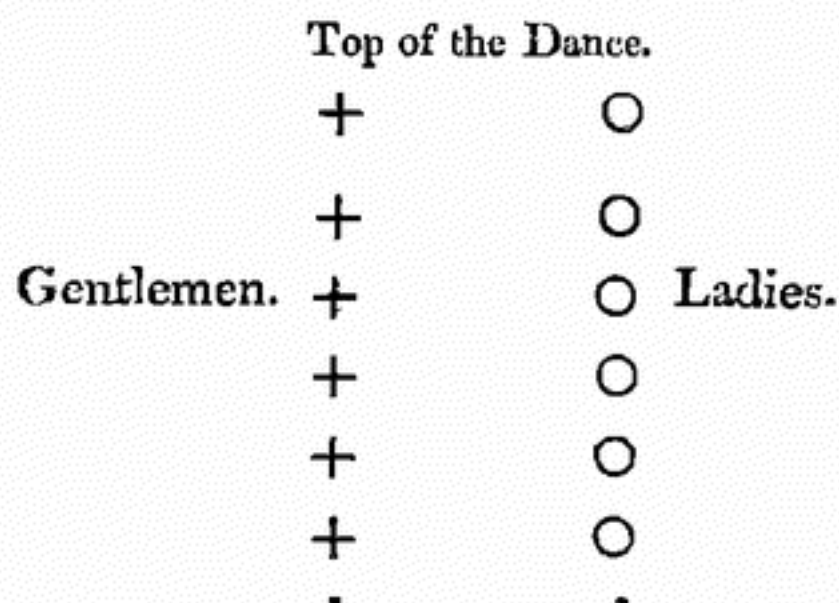 Top of the Dance.
Gentlemen. Ladies.